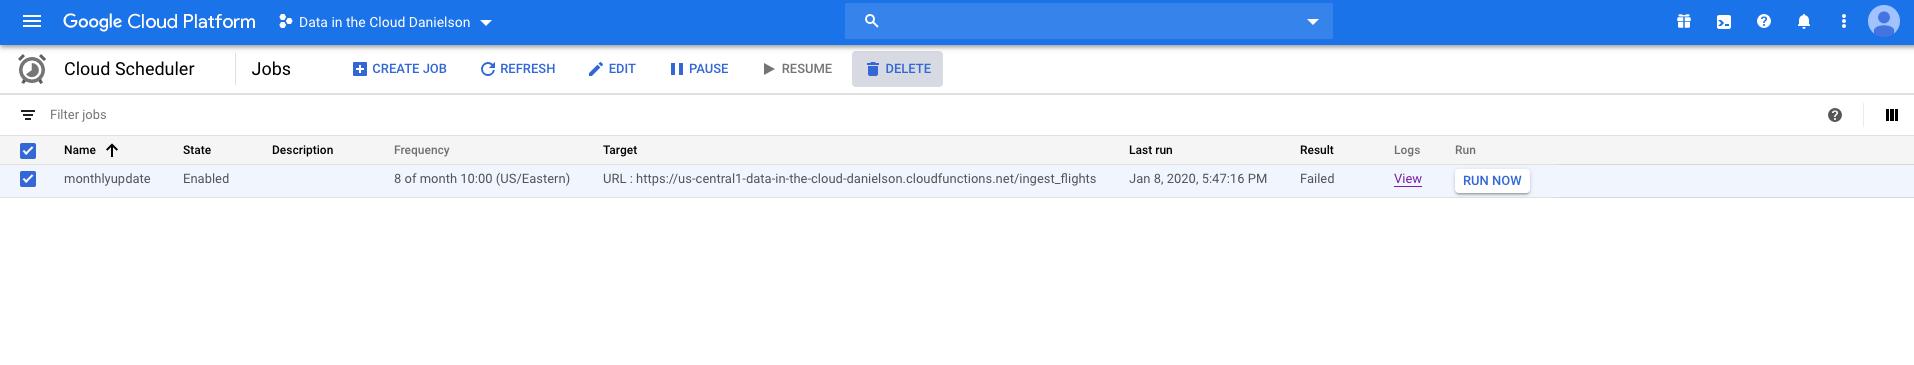 Google Cloud Platform Data in the Cloud Danielson
Cloud Scheduler Jobs CREATE JOB REFRESH EDIT PAUSE RESUME DELETE
Filter jobs
Name State Description Frequency Target Last run Result Logs Run
monthlyupdate Enabled 8 of month 10:00 (US/Eastern) URL : https://us-central1-data-in-the-cloud-danielson.cloudfunctions.net/ingest_flights Jan 8, 2020, 5:47:16 PM Failed View RUN NOW